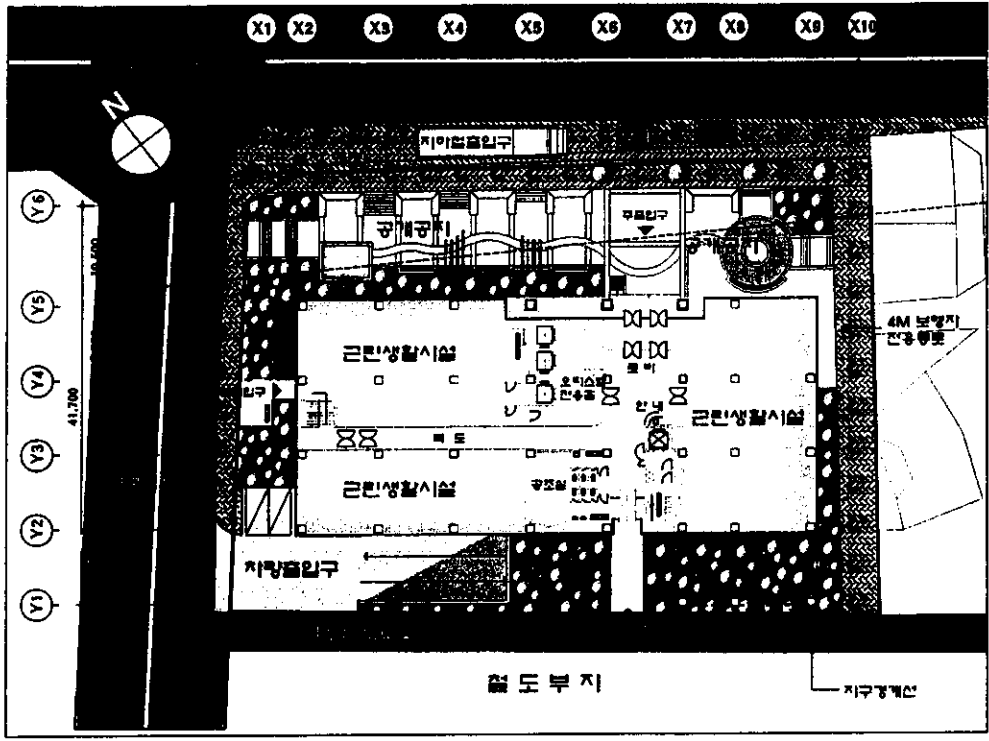 X1 X2 X3 X4 X5 X6 X7 X8 X9 X10
N
지하철출입구
Y6
공개공지
주출입구
공개공지
Y5
4M 보행자
전용통로
근린생활시설
로비
Y4
오피스텔
전용홀
입구
안내
근린생활시설
41,700
복도
Y3
근린생활시설
공조실
Y2
차량출입구
Y1
철도부지
지구경계선